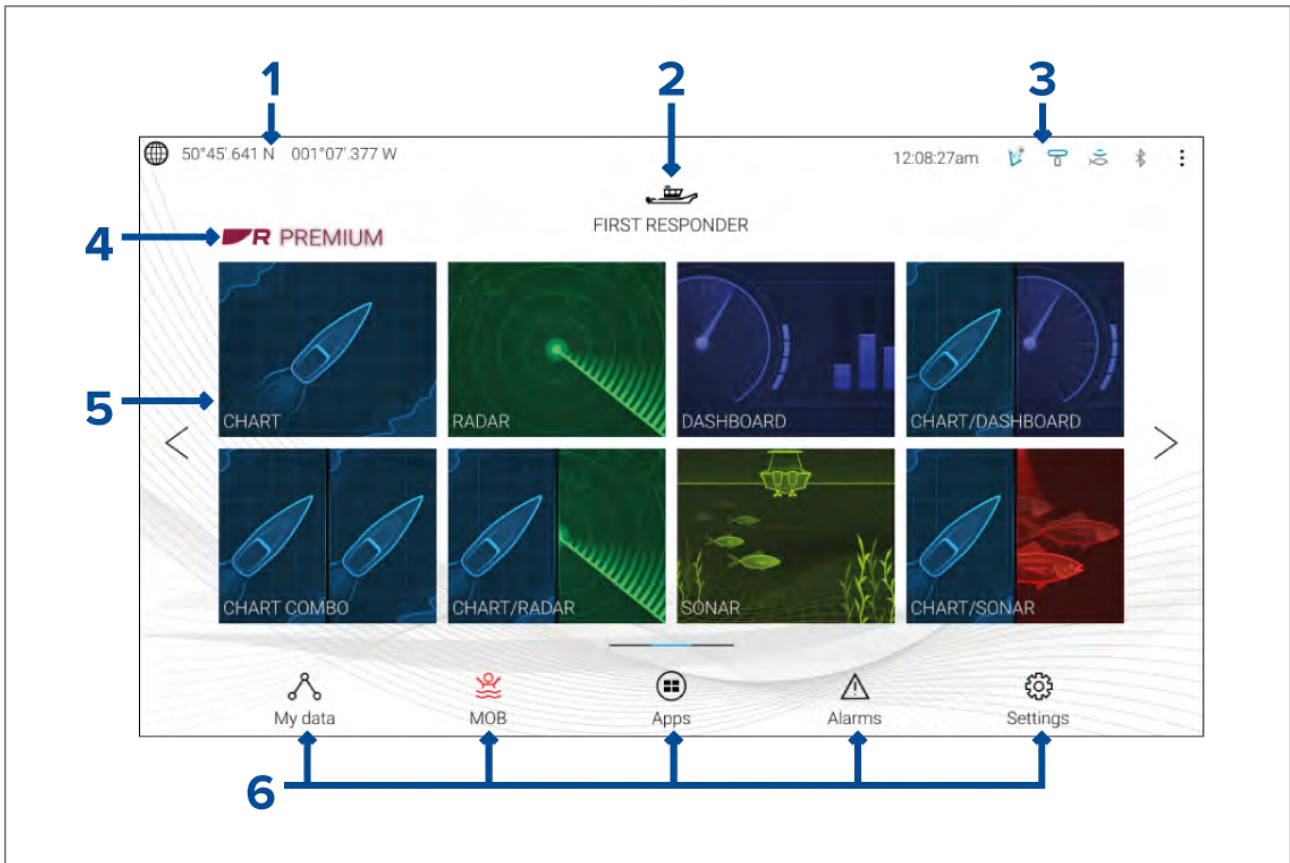 1 2 3
50°45'.641 N 001°07'.377 W 12:08:27am
FIRST RESPONDER
4 R PREMIUM
5
CHART RADAR DASHBOARD CHART/DASHBOARD
CHART COMBO CHART/RADAR SONAR CHART/SONAR
My data MOB Apps Alarms Settings
6